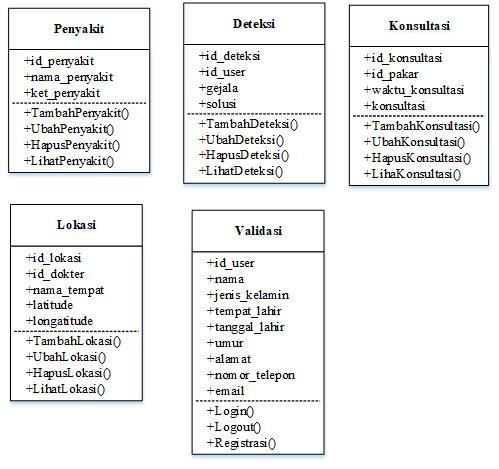 Penyakit
+id_penyakit
+nama_penyakit
+ket_penyakit
+TambahPenyakit()
+UbahPenyakit()
+HapusPenyakit()
+LihatPenyakit()
Deteksi
+id_deteksi
+id_user
+gejala
+solusi
+TambahDeteksi()
+UbahDeteksi()
+HapusDeteksi()
+LihatDeteksi()
Konsultasi
+id_konsultasi
+id_pakar
+waktu_konsultasi
+konsultasi
+TambahKonsultasi()
+UbahKonsultasi()
+HapusKonsultasi()
+LihaKonsultasi()
Lokasi
+id_lokasi
+id_dokter
+nama_tempat
+latitude
+longatitude
+TambahLokasi()
+UbahLokasi()
+HapusLokasi()
+LihatLokasi()
Validasi
+id_user
+nama
+jenis_kelamin
+tempat_lahir
+tanggal_lahir
+umur
+alamat
+nomor_telepon
+email
+Login()
+Logout()
+Registrasi()